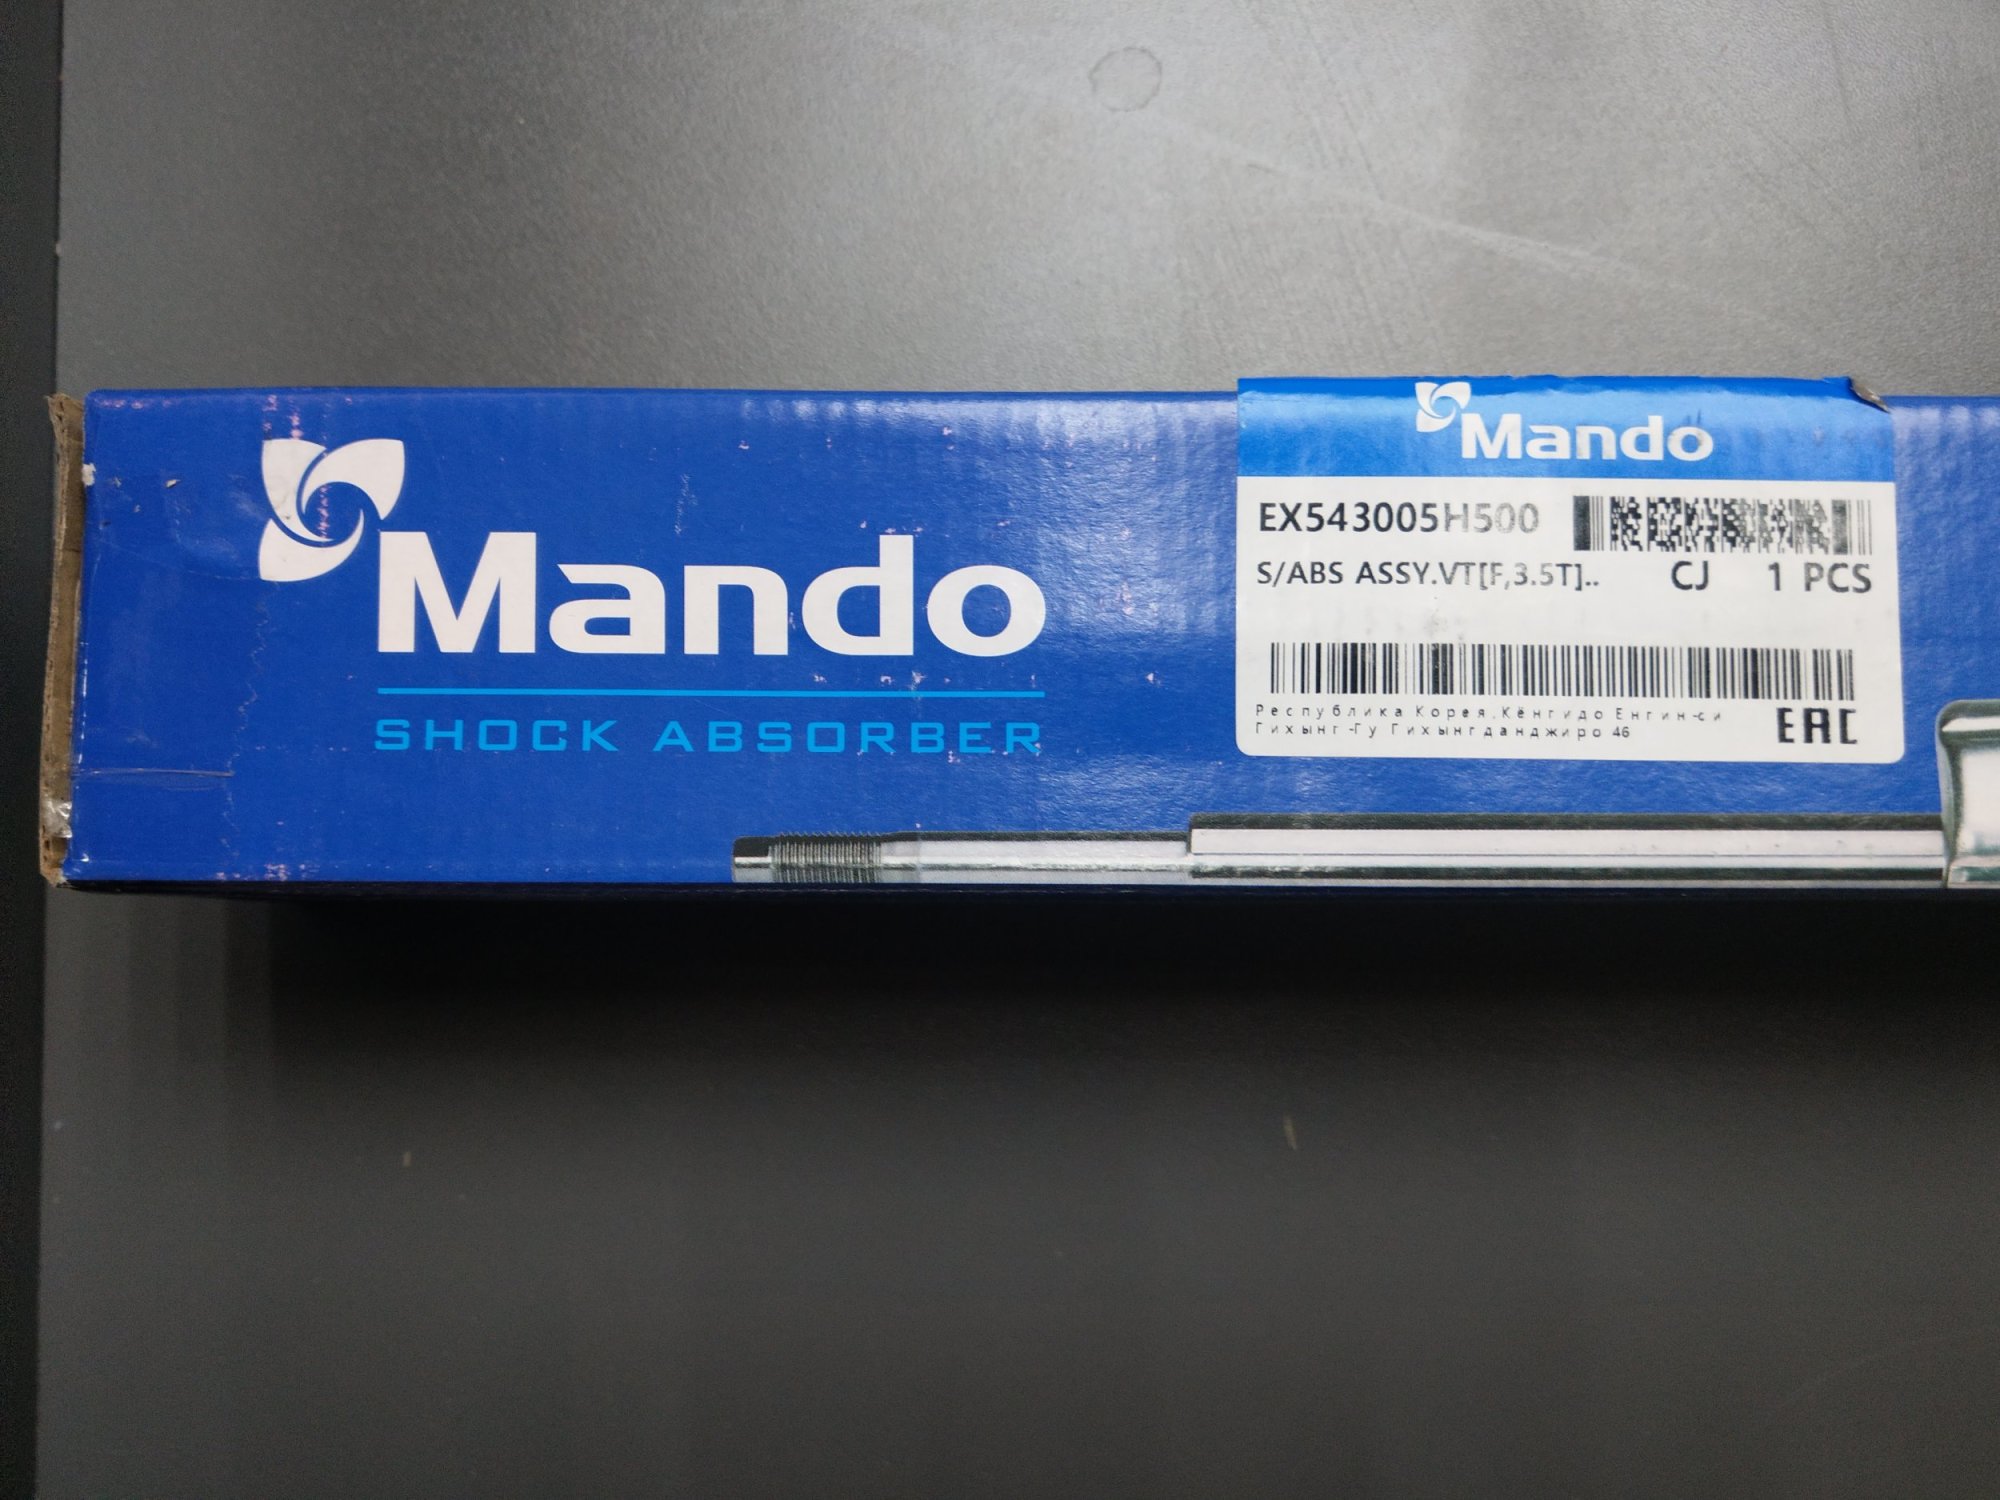 Mando
SHOCK ABSORBER
Mando
EX543005H500
S/ABS ASSY.VT[F,3.5T].. CJ 1 PCS
Республика Корея.Кёнгидо Енгин-си
Гихынг-Гу Гихынгданджиро 46
EAC